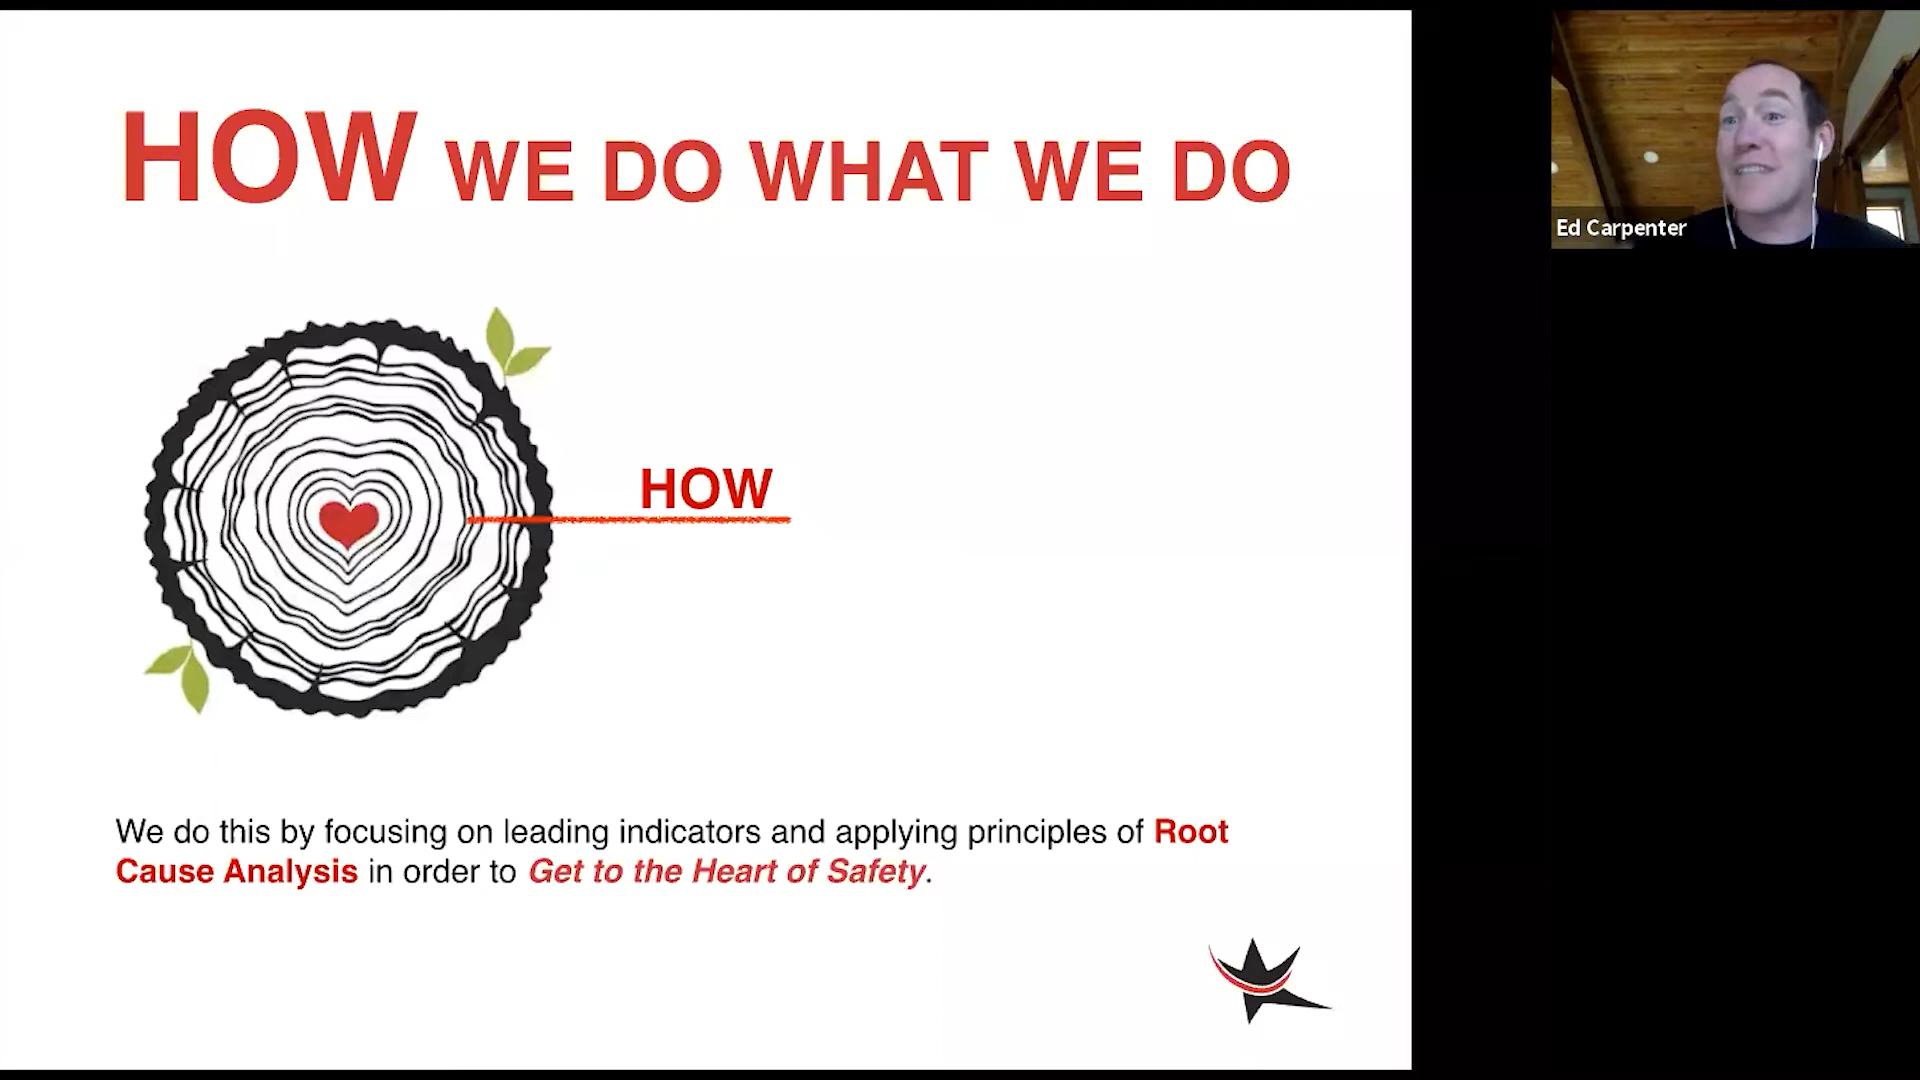 HOW WE DO WHAT WE DO
Ed Carpenter
HOW
We do this by focusing on leading indicators and applying principles of Root
Cause Analysis in order to Get to the Heart of Safety.